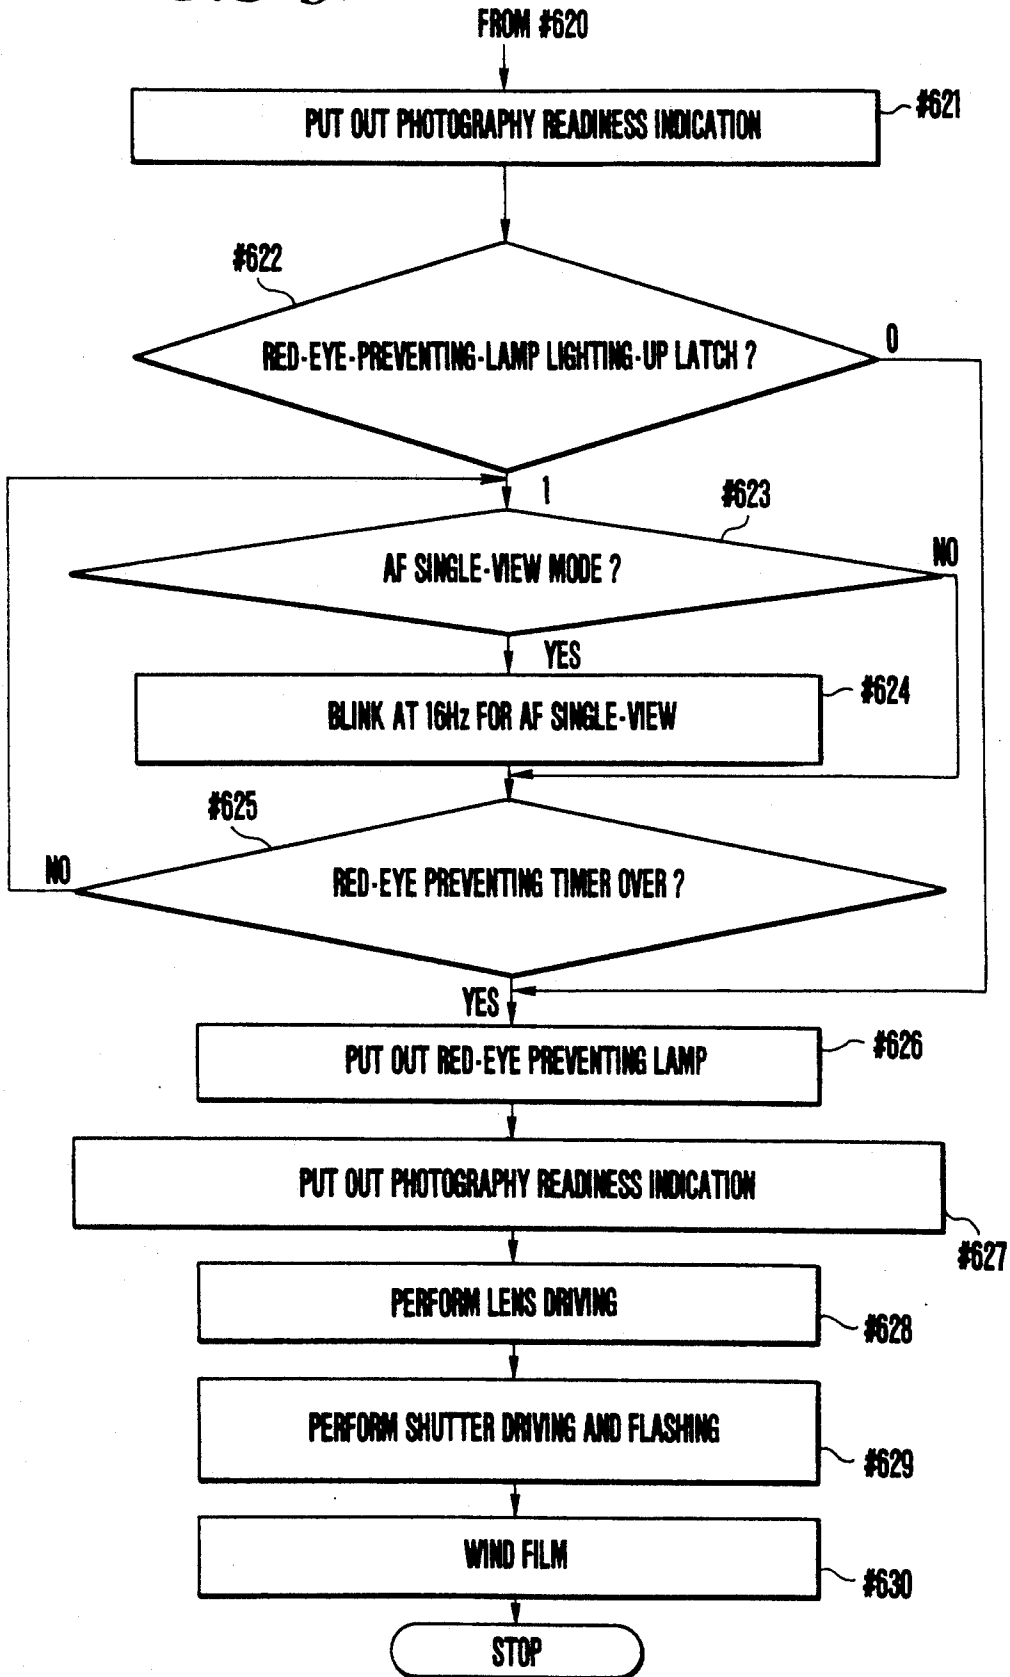 FROM #620
#621
PUT OUT PHOTOGRAPHY READINESS INDICATION
#622
RED-EYE-PREVENTING-LAMP LIGHTING-UP LATCH ?
0
1
#623
AF SINGLE-VIEW MODE ?
NO
YES
#624
BLINK AT 16Hz FOR AF SINGLE-VIEW
#625
NO
RED-EYE PREVENTING TIMER OVER ?
YES
#626
PUT OUT RED-EYE PREVENTING LAMP
PUT OUT PHOTOGRAPHY READINESS INDICATION
#627
PERFORM LENS DRIVING
#628
PERFORM SHUTTER DRIVING AND FLASHING
#629
WIND FILM
#630
STOP